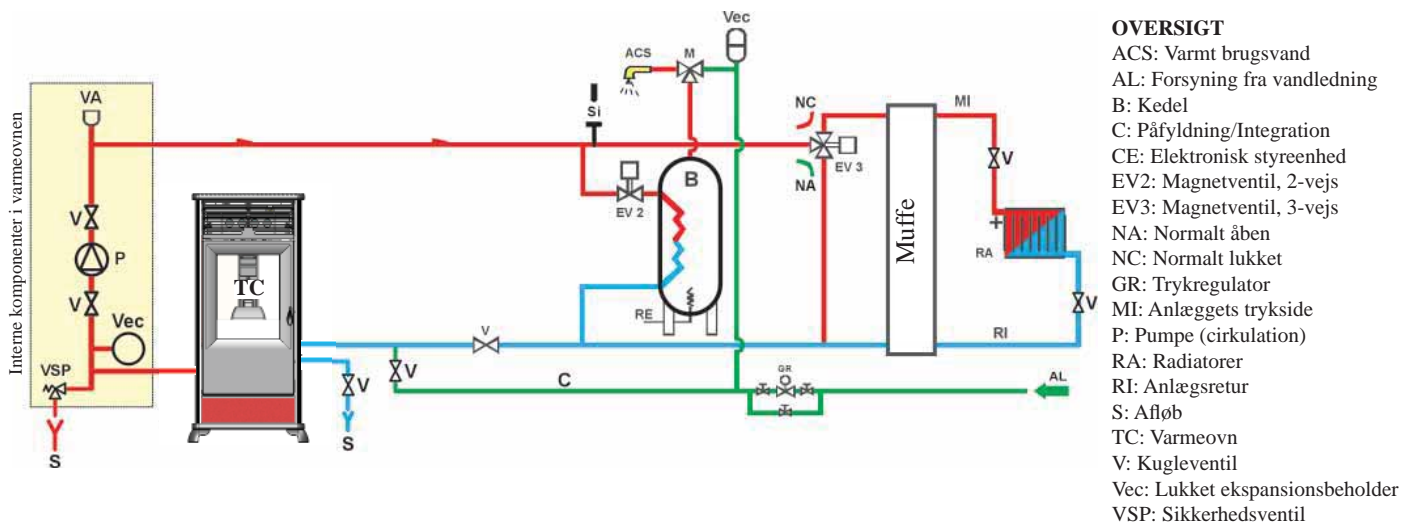 Interne komponenter i varmeovnen
VA
V
P
V
Vec
VSP
S
TC
V
S
V
V
C
Si
EV 2
ACS
M
Vec
B
RE
NC
NA
EV 3
GR
AL
Muffe
MI
V
+
RA
V
RI
OVERSIGT
ACS: Varmt brugsvand
AL: Forsyning fra vandledning
B: Kedel
C: Påfyldning/Integration
CE: Elektronisk styreenhed
EV2: Magnetventil, 2-vejs
EV3: Magnetventil, 3-vejs
NA: Normalt åben
NC: Normalt lukket
GR: Trykregulator
MI: Anlæggets trykside
P: Pumpe (cirkulation)
RA: Radiatorer
RI: Anlægsretur
S: Afløb
TC: Varmeovn
V: Kugleventil
Vec: Lukket ekspansionsbeholder
VSP: Sikkerhedsventil